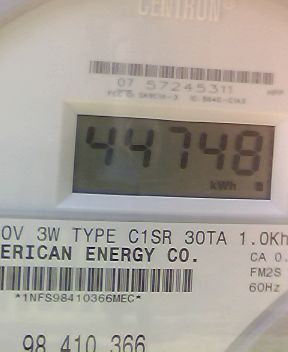 CENTRON®
07 57245311
44748
kWh
0V 3W TYPE C1SR 30TA 1.0Kh
ERICAN ENERGY CO.
CA 0.
FM2S
60Hz
*1NFS98410366MEC*
98 410 366